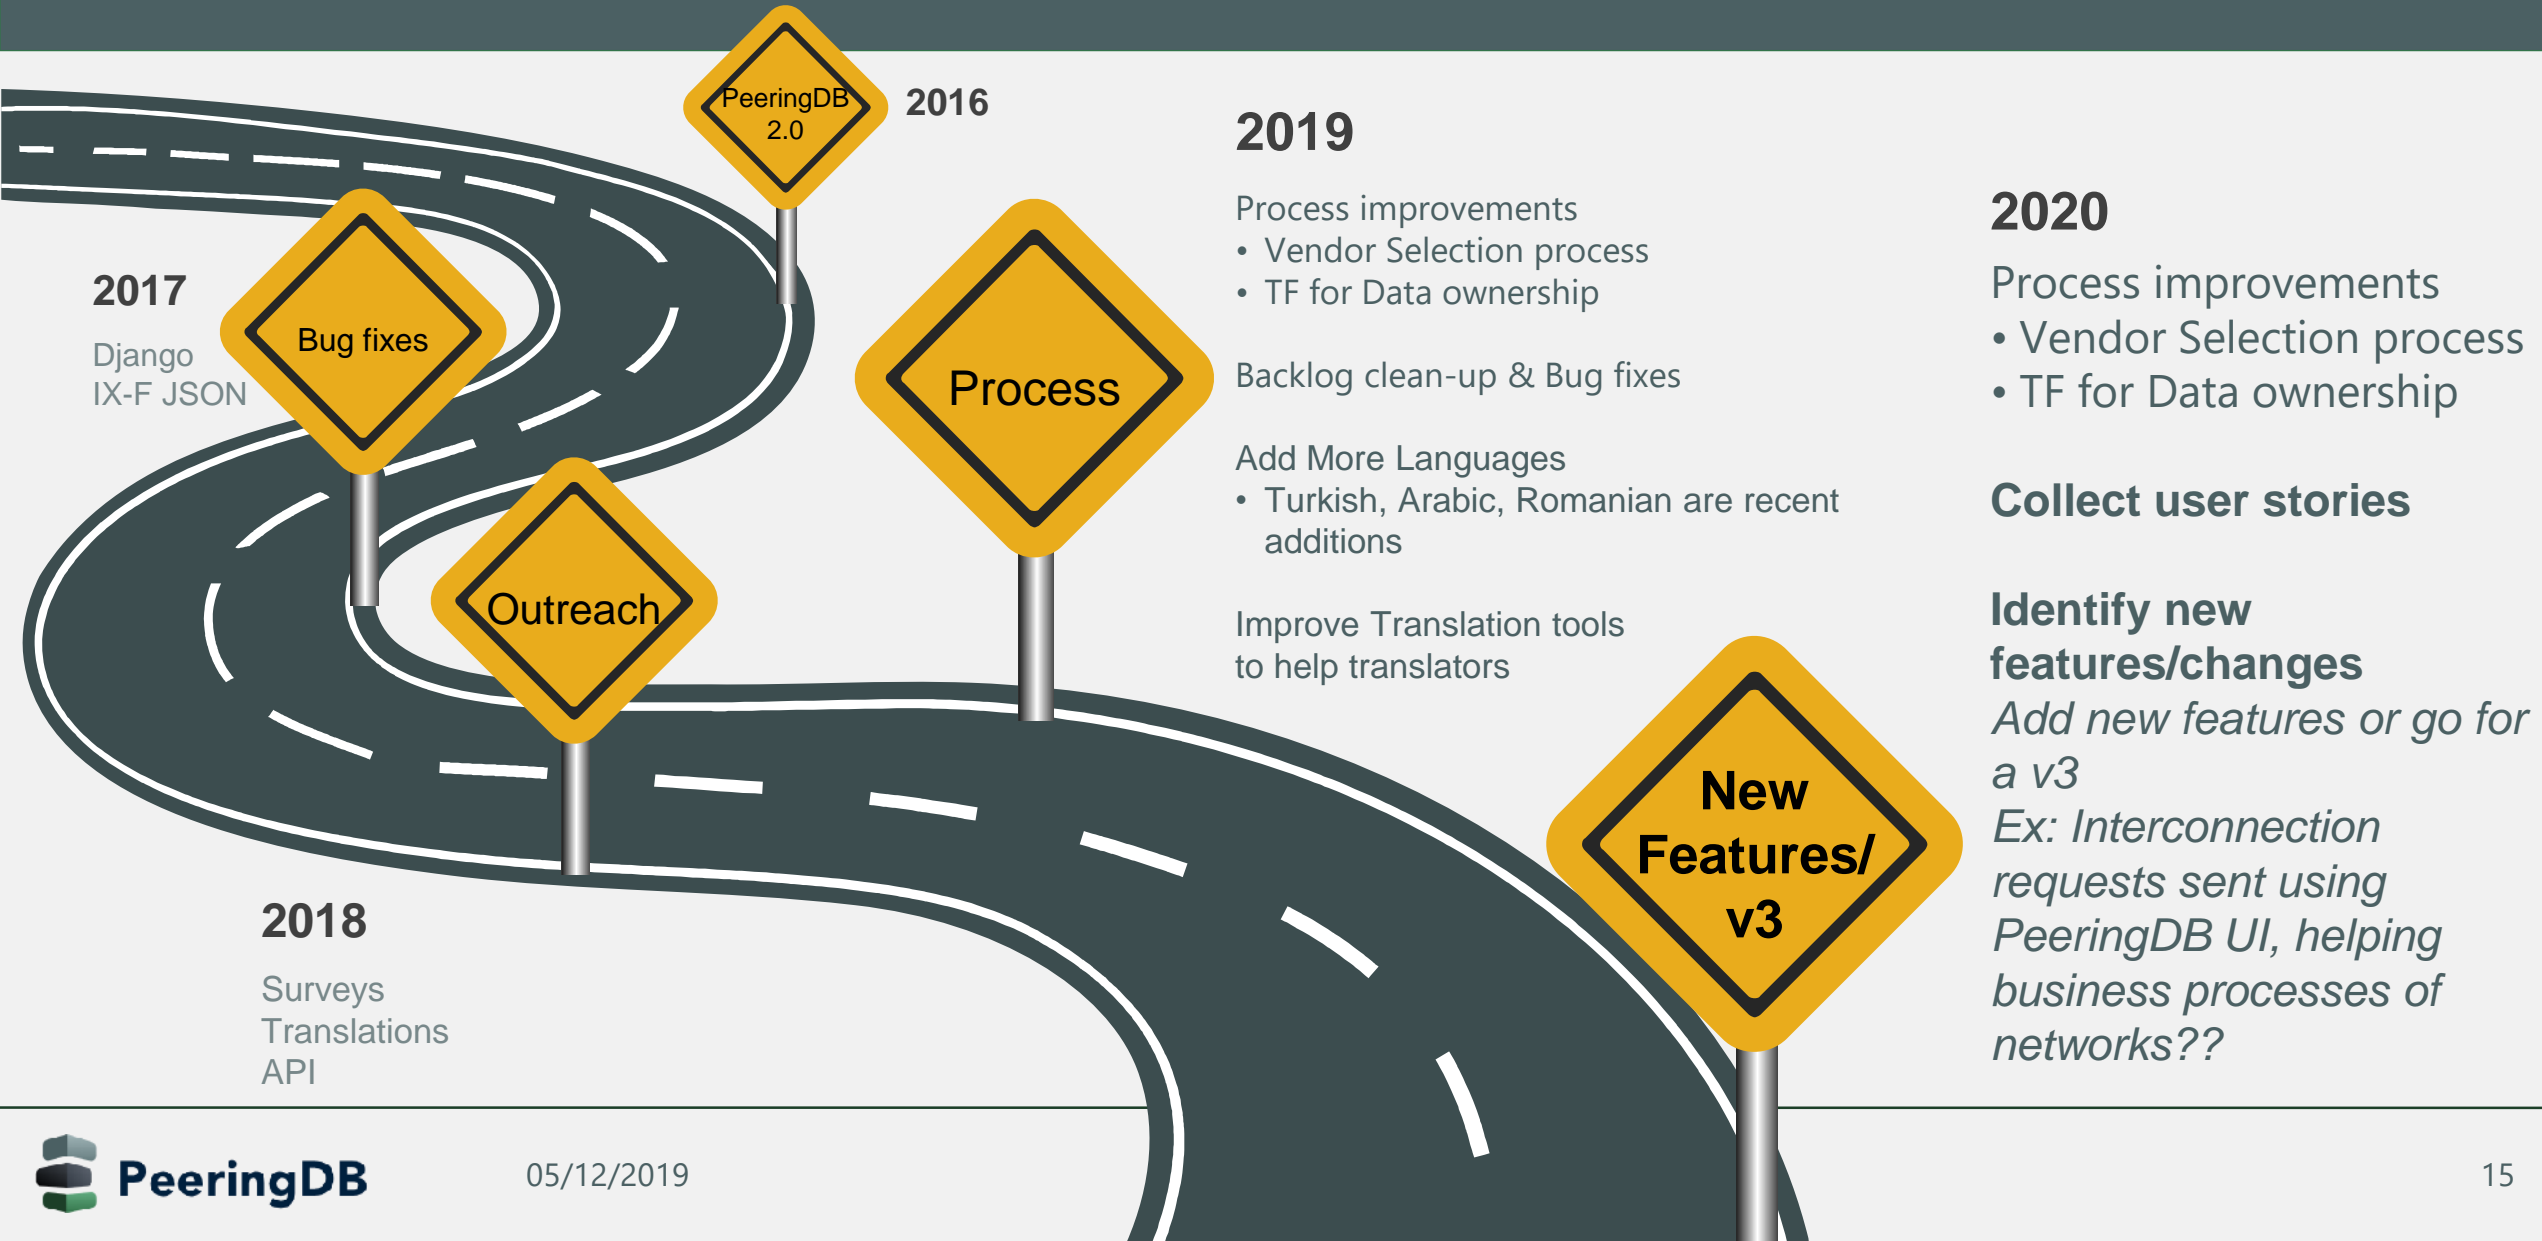 PeeringDB
2.0
2016
2017
Django
IX-F JSON
Bug fixes
Outreach
2018
Surveys
Translations
API
Process
2019
Process improvements
• Vendor Selection process
• TF for Data ownership
Backlog clean-up & Bug fixes
Add More Languages
• Turkish, Arabic, Romanian are recent
additions
Improve Translation tools
to help translators
New
Features/
v3
2020
Process improvements
• Vendor Selection process
• TF for Data ownership
Collect user stories
Identify new
features/changes
Add new features or go for
a v3
Ex: Interconnection
requests sent using
PeeringDB UI, helping
business processes of
networks??
PeeringDB
05/12/2019
15